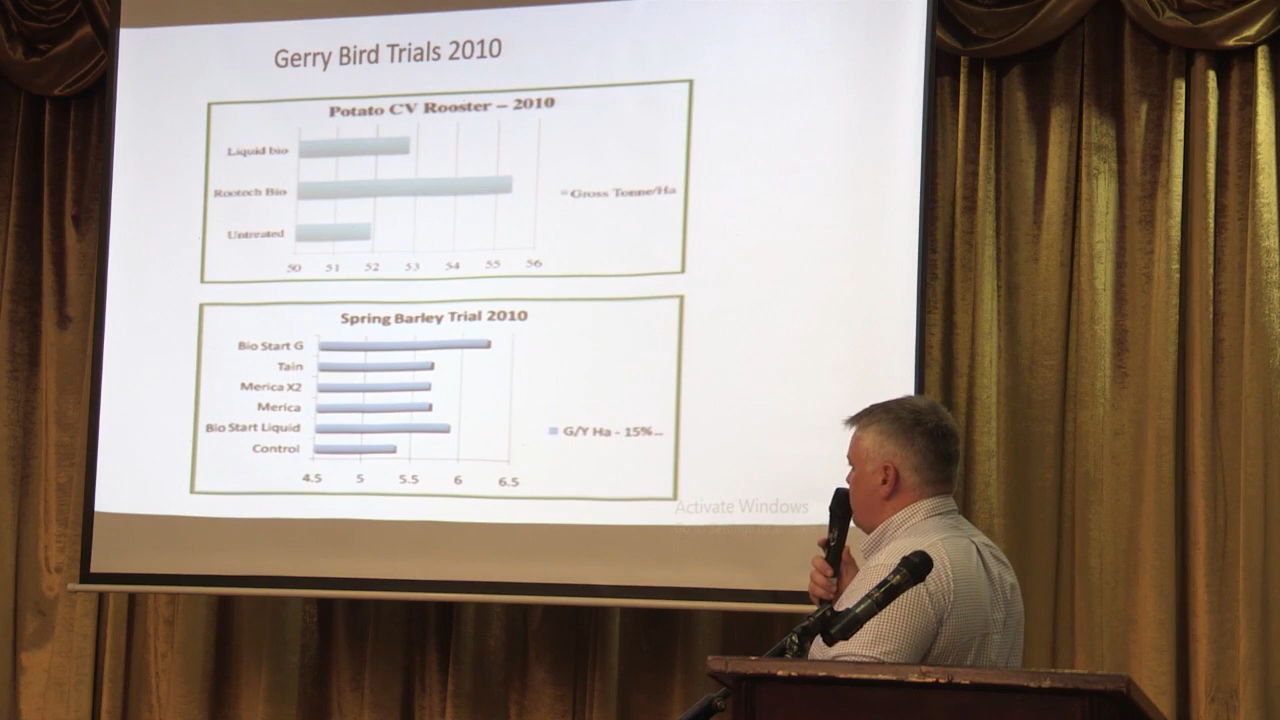 Gerry Bird Trials 2010
Potato CV Rooster – 2010
Liquid bio
Rootech Bio
Untreated
Gross Tonne/Ha
50 51 52 53 54 55 56
Spring Barley Trial 2010
Bio Start G
Tain
Merica X2
Merica
Bio Start Liquid
Control
G/Y Ha - 15%...
4.5 5 5.5 6 6.5
Activate Windows